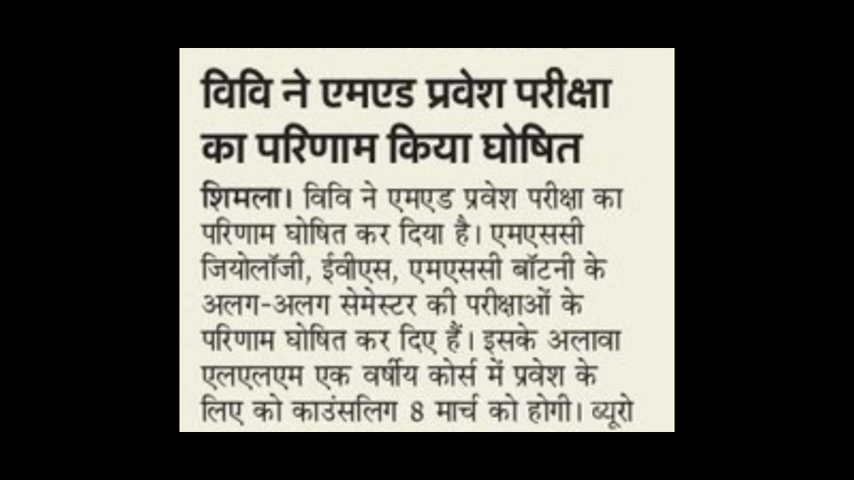 विवि ने एमएड प्रवेश परीक्षा
का परिणाम किया घोषित
शिमला। विवि ने एमएड प्रवेश परीक्षा का
परिणाम घोषित कर दिया है। एमएससी
जियोलॉजी, ईवीएस, एमएससी बॉटनी के
अलग-अलग सेमेस्टर की परीक्षाओं के
परिणाम घोषित कर दिए हैं। इसके अलावा
एलएलएम एक वर्षीय कोर्स में प्रवेश के
लिए को काउंसलिग 8 मार्च को होगी। ब्यूरो